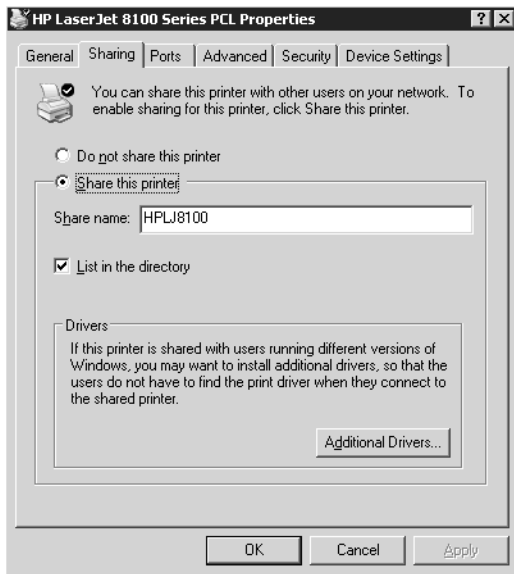 HP LaserJet 8100 Series PCL Properties
? X
General Sharing Ports Advanced Security Device Settings
You can share this printer with other users on your network. To
enable sharing for this printer, click Share this printer.
Do not share this printer
Share this printer
Share name: HPLJ8100
List in the directory
Drivers
If this printer is shared with users running different versions of
Windows, you may want to install additional drivers, so that the
users do not have to find the print driver when they connect to
the shared printer.
Additional Drivers...
OK Cancel Apply